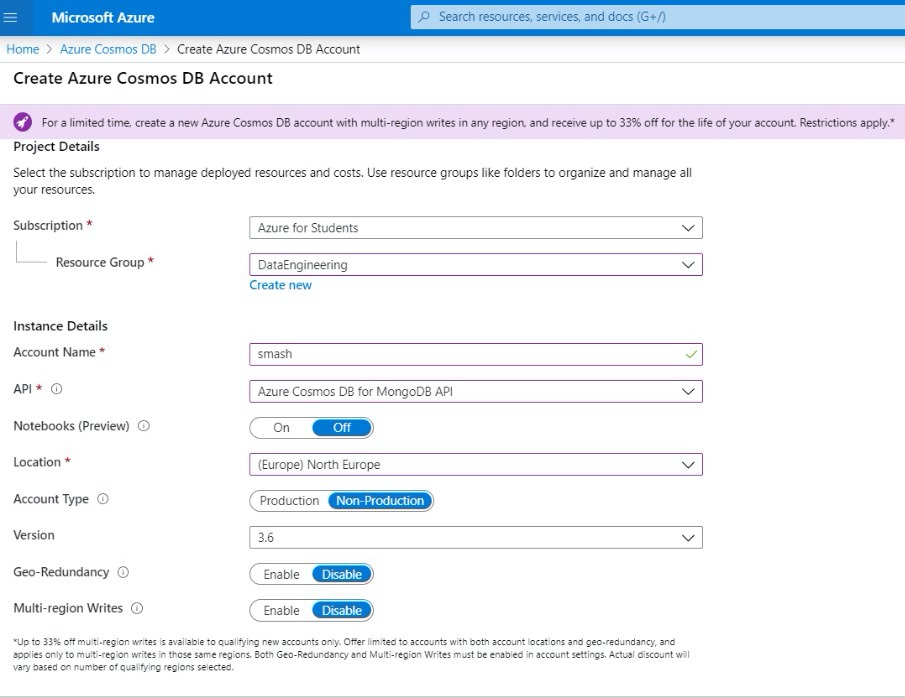 Microsoft Azure
Search resources, services, and docs (G+/)
Home > Azure Cosmos DB > Create Azure Cosmos DB Account
Create Azure Cosmos DB Account
For a limited time, create a new Azure Cosmos DB account with multi-region writes in any region, and receive up to 33% off for the life of your account. Restrictions apply.*
Project Details
Select the subscription to manage deployed resources and costs. Use resource groups like folders to organize and manage all
your resources.
Subscription *
Azure for Students
Resource Group *
DataEngineering
Create new
Instance Details
Account Name *
smash
API *
Azure Cosmos DB for MongoDB API
Notebooks (Preview)
On Off
Location *
(Europe) North Europe
Account Type
Production Non-Production
Version
3.6
Geo-Redundancy
Enable Disable
Multi-region Writes
Enable Disable
*Up to 33% off multi-region writes is available to qualifying new accounts only. Offer limited to accounts with both account locations and geo-redundancy, and
applies only to multi-region writes in those same regions. Both Geo-Redundancy and Multi-region Writes must be enabled in account settings. Actual discount will
vary based on number of qualifying regions selected.